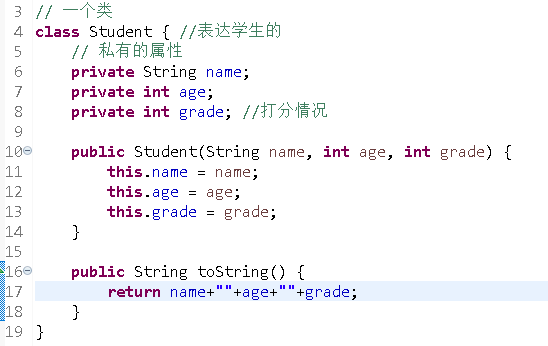 3 // 一个类
4 class Student { //表达学生的
5 // 私有的属性
6 private String name;
7 private int age;
8 private int grade; //打分情况
9
10 public Student(String name, int age, int grade) {
11 this.name = name;
12 this.age = age;
13 this.grade = grade;
14 }
15
16 public String toString() {
17 return name+""+age+""+grade;
18 }
19 }